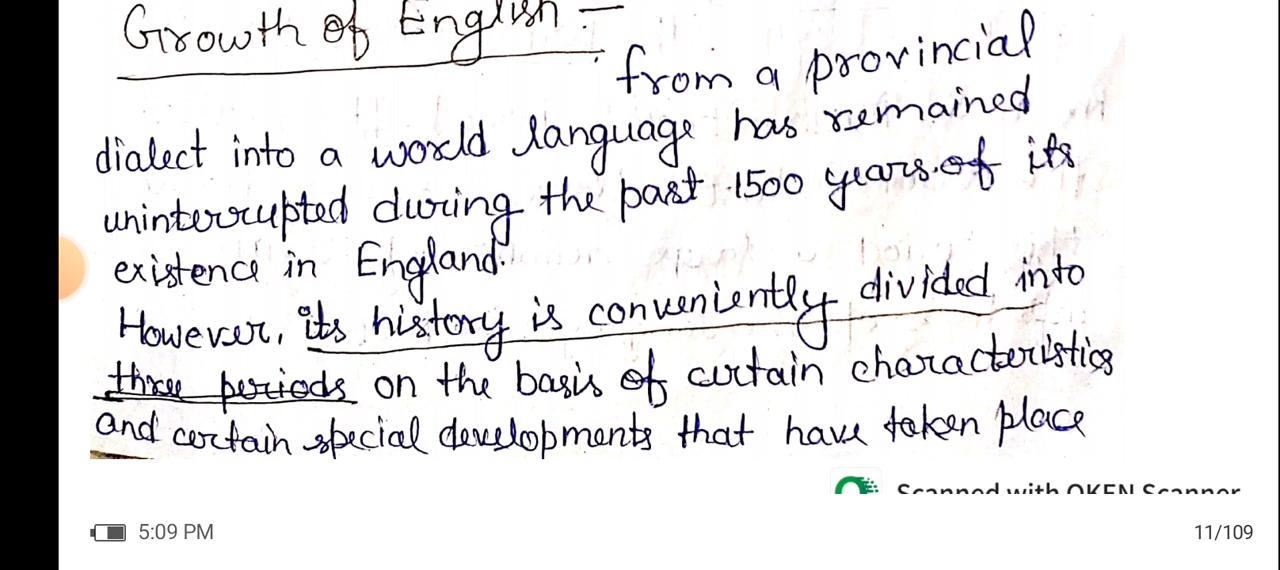 Growth of English :-
from a provincial
dialect into a world language has remained
uninterrupted during the past 1500 years of its
existence in England.
However, its history is conveniently divided into
three periods on the basis of certain characteristics
and certain special developments that have taken place
Scanned with OKEN Scanner
5:09 PM
11/109